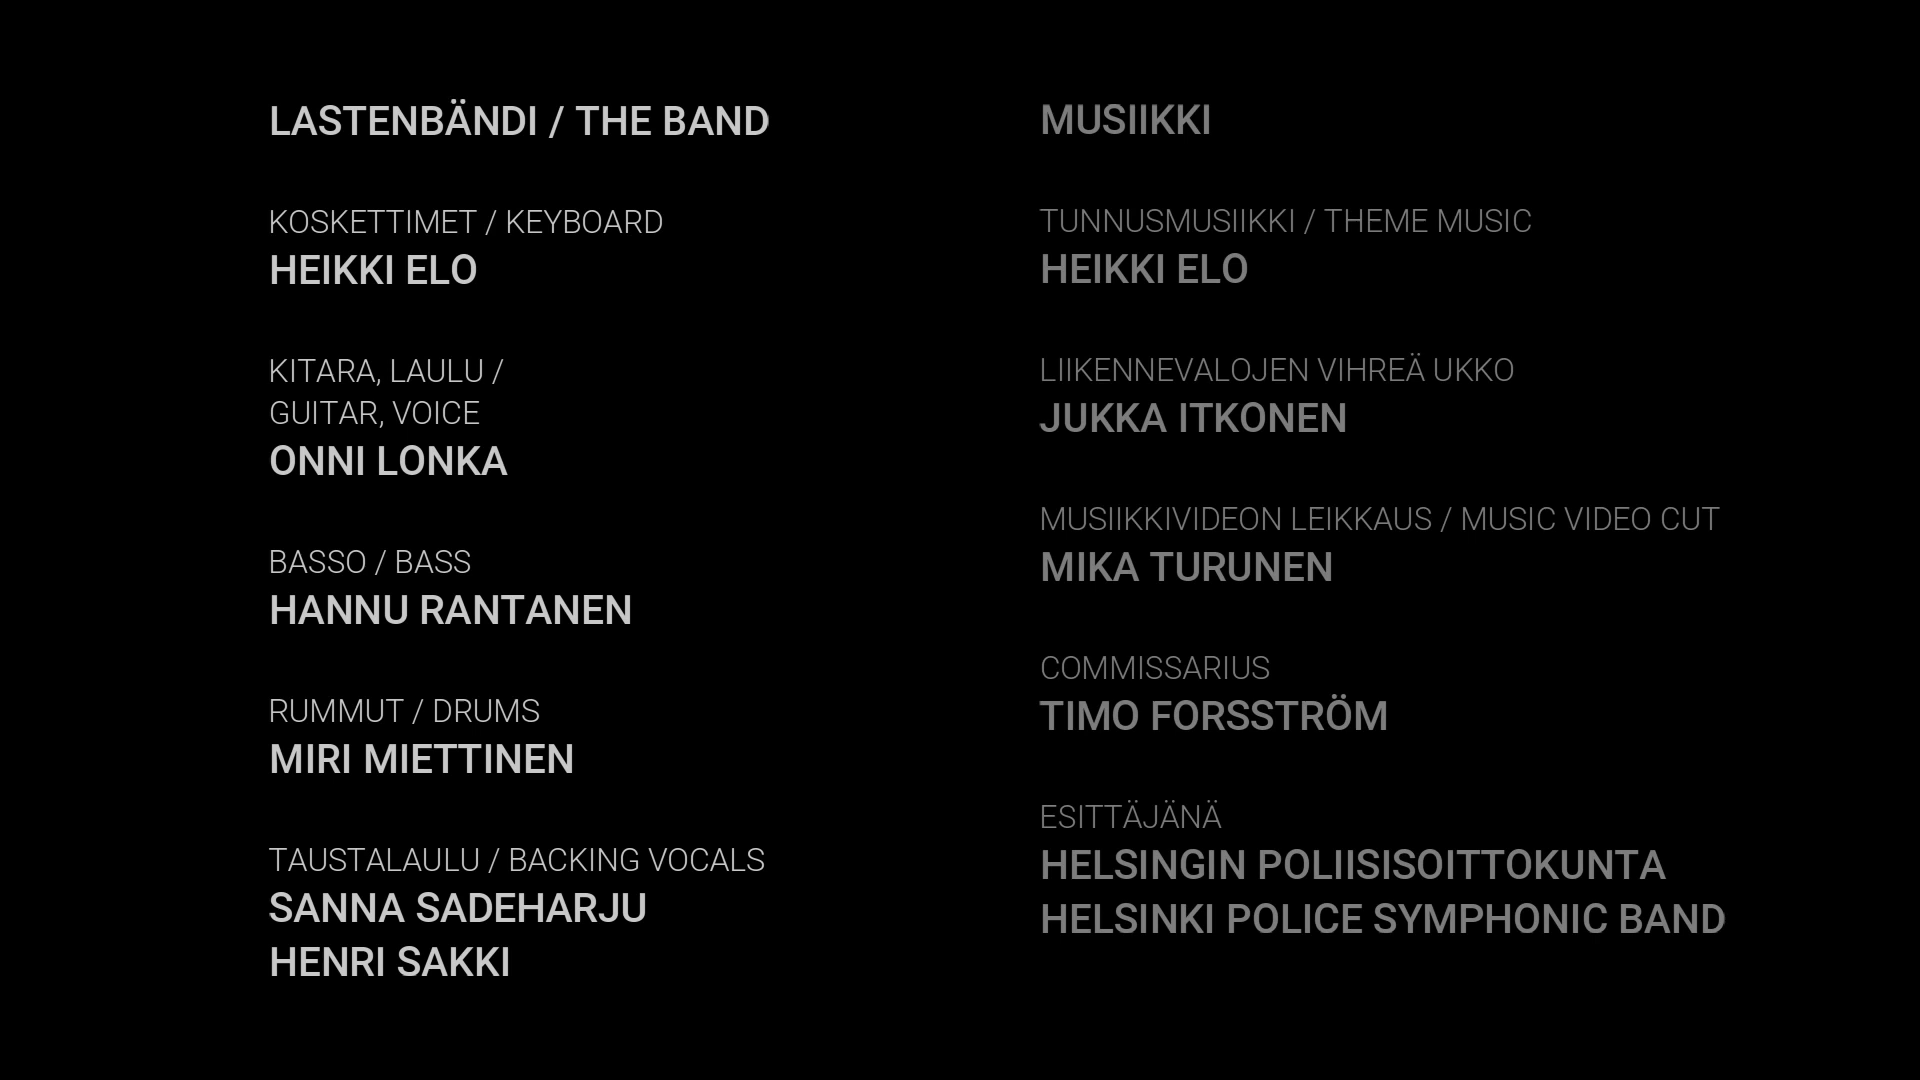 LASTENBÄNDI / THE BAND
KOSKETTIMET / KEYBOARD
HEIKKI ELO
KITARA, LAULU /
GUITAR, VOICE
ONNI LONKA
BASSO / BASS
HANNU RANTANEN
RUMMUT / DRUMS
MIRI MIETTINEN
TAUSTALAULU / BACKING VOCALS
SANNA SADEHARJU
HENRI SAKKI
MUSIIKKI
TUNNUSMUSIIKKI / THEME MUSIC
HEIKKI ELO
LIIKENNEVALOJEN VIHREÄ UKKO
JUKKA ITKONEN
MUSIIKKIVIDEON LEIKKAUS / MUSIC VIDEO CUT
MIKA TURUNEN
COMMISSARIUS
TIMO FORSSTRÖM
ESITTÄJÄNÄ
HELSINGIN POLIISISOITTOKUNTA
HELSINKI POLICE SYMPHONIC BAND